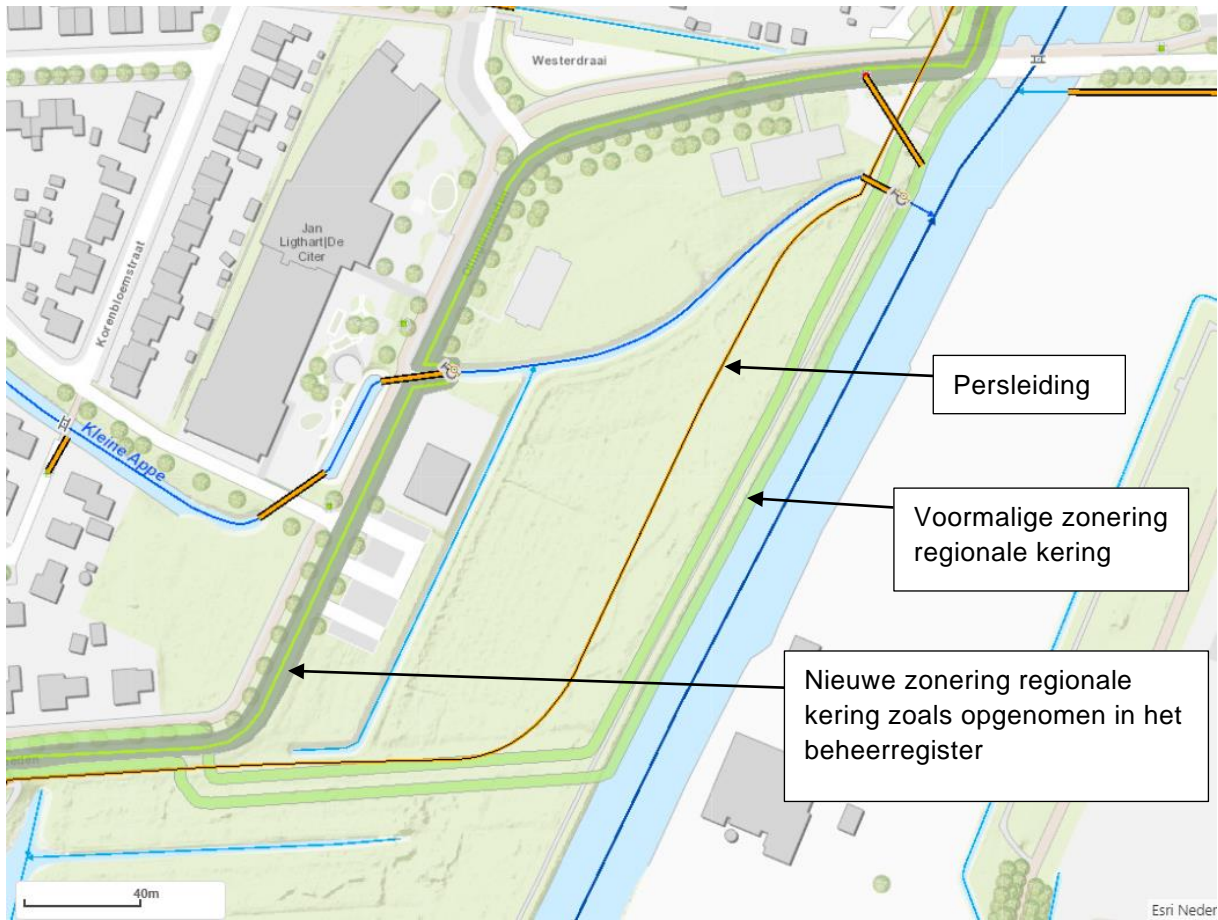 Westerdraai
Jan
Ligthart|De
Citer
Korenbloemstraat
Kleine Appe
Persleiding
Voormalige zonering
regionale kering
Nieuwe zonering regionale
kering zoals opgenomen in het
beheerregister
40m
Esri Neder